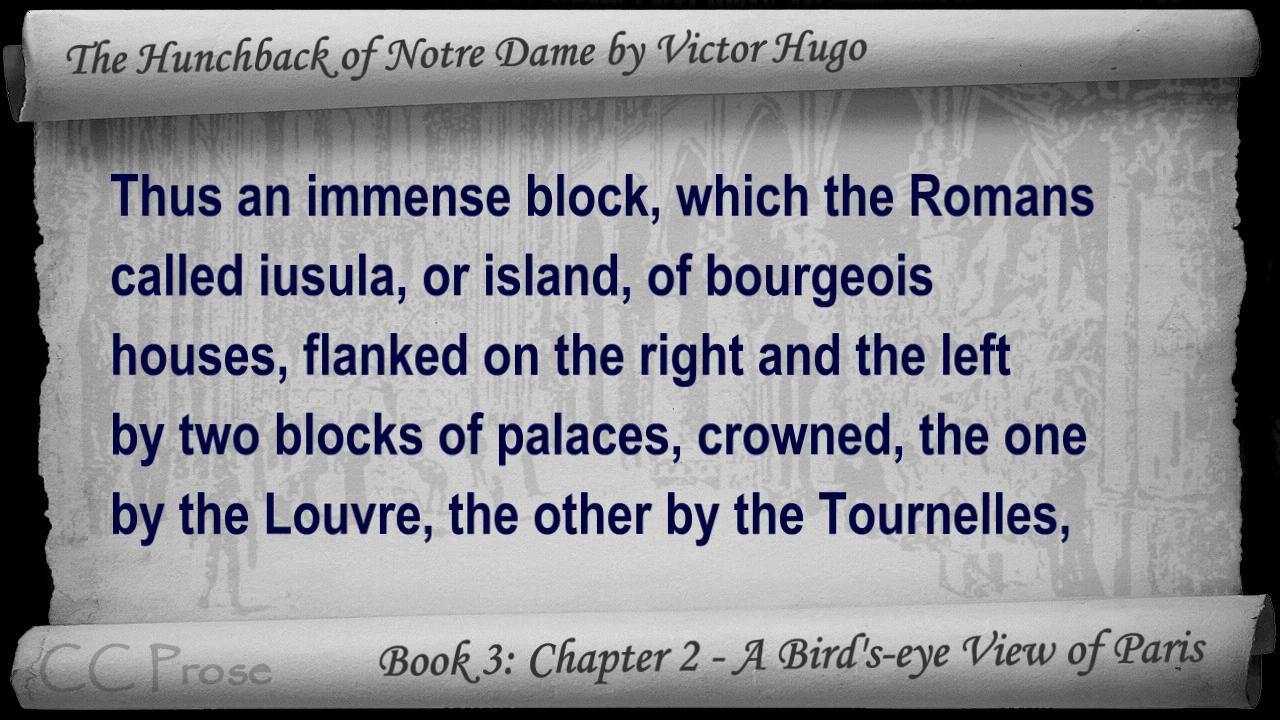 The Hunchback of Notre Dame by Victor Hugo
Thus an immense block, which the Romans
called iusula, or island, of bourgeois
houses, flanked on the right and the left
by two blocks of palaces, crowned, the one
by the Louvre, the other by the Tournelles,
CC Prose
Book 3: Chapter 2 - A Bird's-eye View of Paris